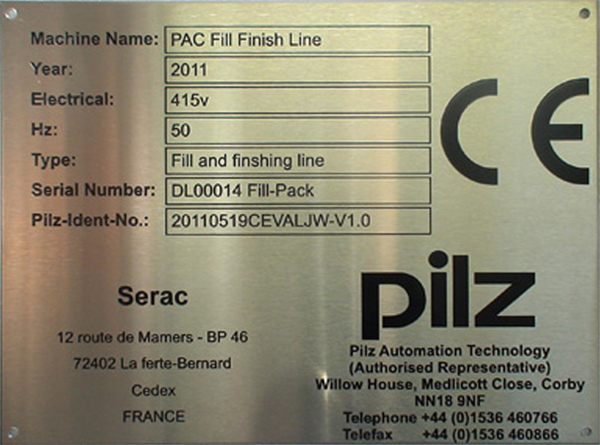 Machine Name: PAC Fill Finish Line
Year: 2011
Electrical: 415v
Hz: 50
Type: Fill and finshing line
Serial Number: DL00014 Fill-Pack
Pilz-Ident-No.: 20110519CEVALJW-V1.0
CE
Serac
12 route de Mamers - BP 46
72402 La ferte-Bernard
Cedex
FRANCE
pilz
Pilz Automation Technology
(Authorised Representative)
Willow House, Medlicott Close, Corby
NN18 9NF
Telephone +44 (0)1536 460766
Telefax +44 (0)1536 460866